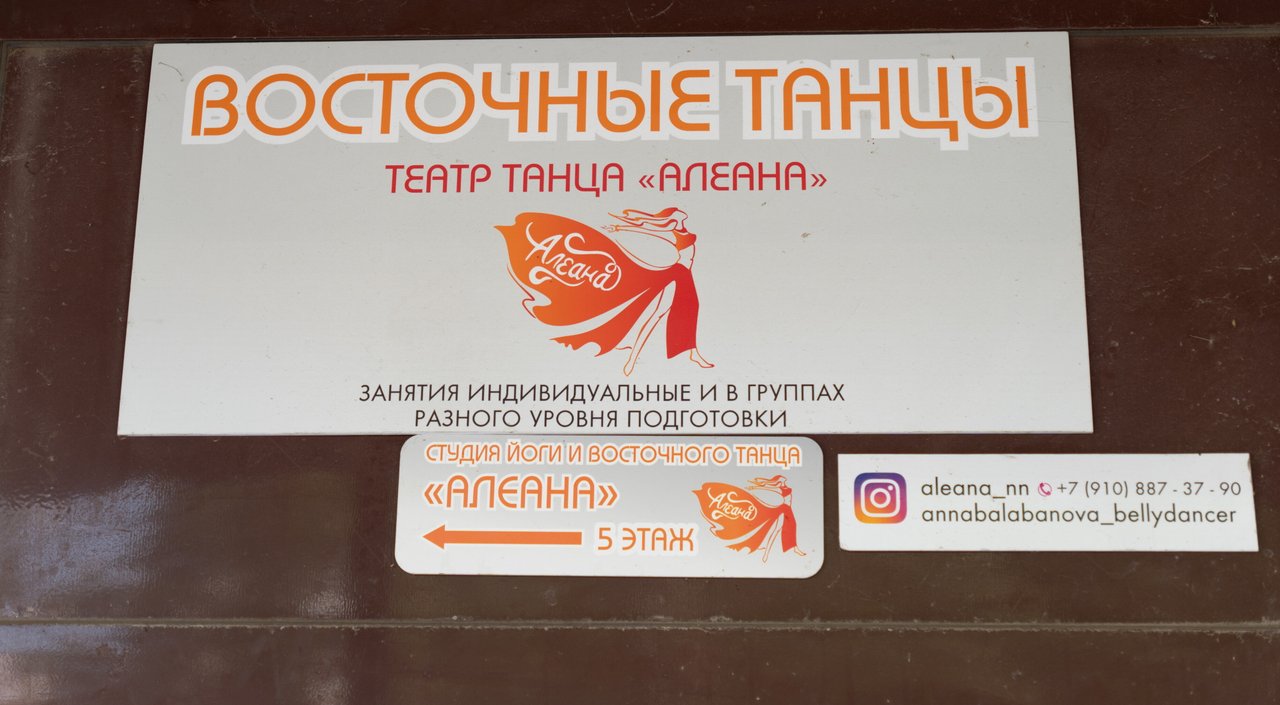 ВОСТОЧНЫЕ ТАНЦЫ
ТЕАТР ТАНЦА «АЛЕАНА»
Алеана
ЗАНЯТИЯ ИНДИВИДУАЛЬНЫЕ И В ГРУППАХ
РАЗНОГО УРОВНЯ ПОДГОТОВКИ
СТУДИЯ ЙОГИ И ВОСТОЧНОГО ТАНЦА
«АЛЕАНА»
Алеана
5 ЭТАЖ
aleana_nn +7 (910) 887 - 37 - 90
annabalabanova_bellydancer